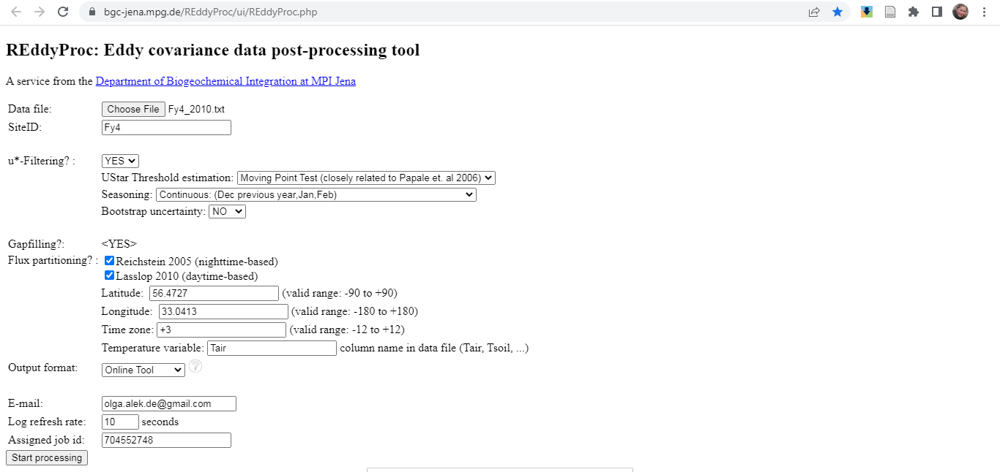 bgc-jena.mpg.de/REddyProc/ui/REddyProc.php
REddyProc: Eddy covariance data post-processing tool
A service from the Department of Biogeochemical Integration at MPI Jena
Data file: Choose File Fy4_2010.txt
SiteID: Fy4
u*-Filtering? : YES
UStar Threshold estimation: Moving Point Test (closely related to Papale et. al 2006)
Seasoning: Continuous: (Dec previous year,Jan,Feb)
Bootstrap uncertainty: NO
Gapfilling?: <YES>
Flux partitioning? : Reichstein 2005 (nighttime-based)
Lasslop 2010 (daytime-based)
Latitude: 56.4727 (valid range: -90 to +90)
Longitude: 33.0413 (valid range: -180 to +180)
Time zone: +3 (valid range: -12 to +12)
Temperature variable: Tair column name in data file (Tair, Tsoil, ...)
Output format: Online Tool ?
E-mail: olga.alek.de@gmail.com
Log refresh rate: 10 seconds
Assigned job id: 704552748
Start processing